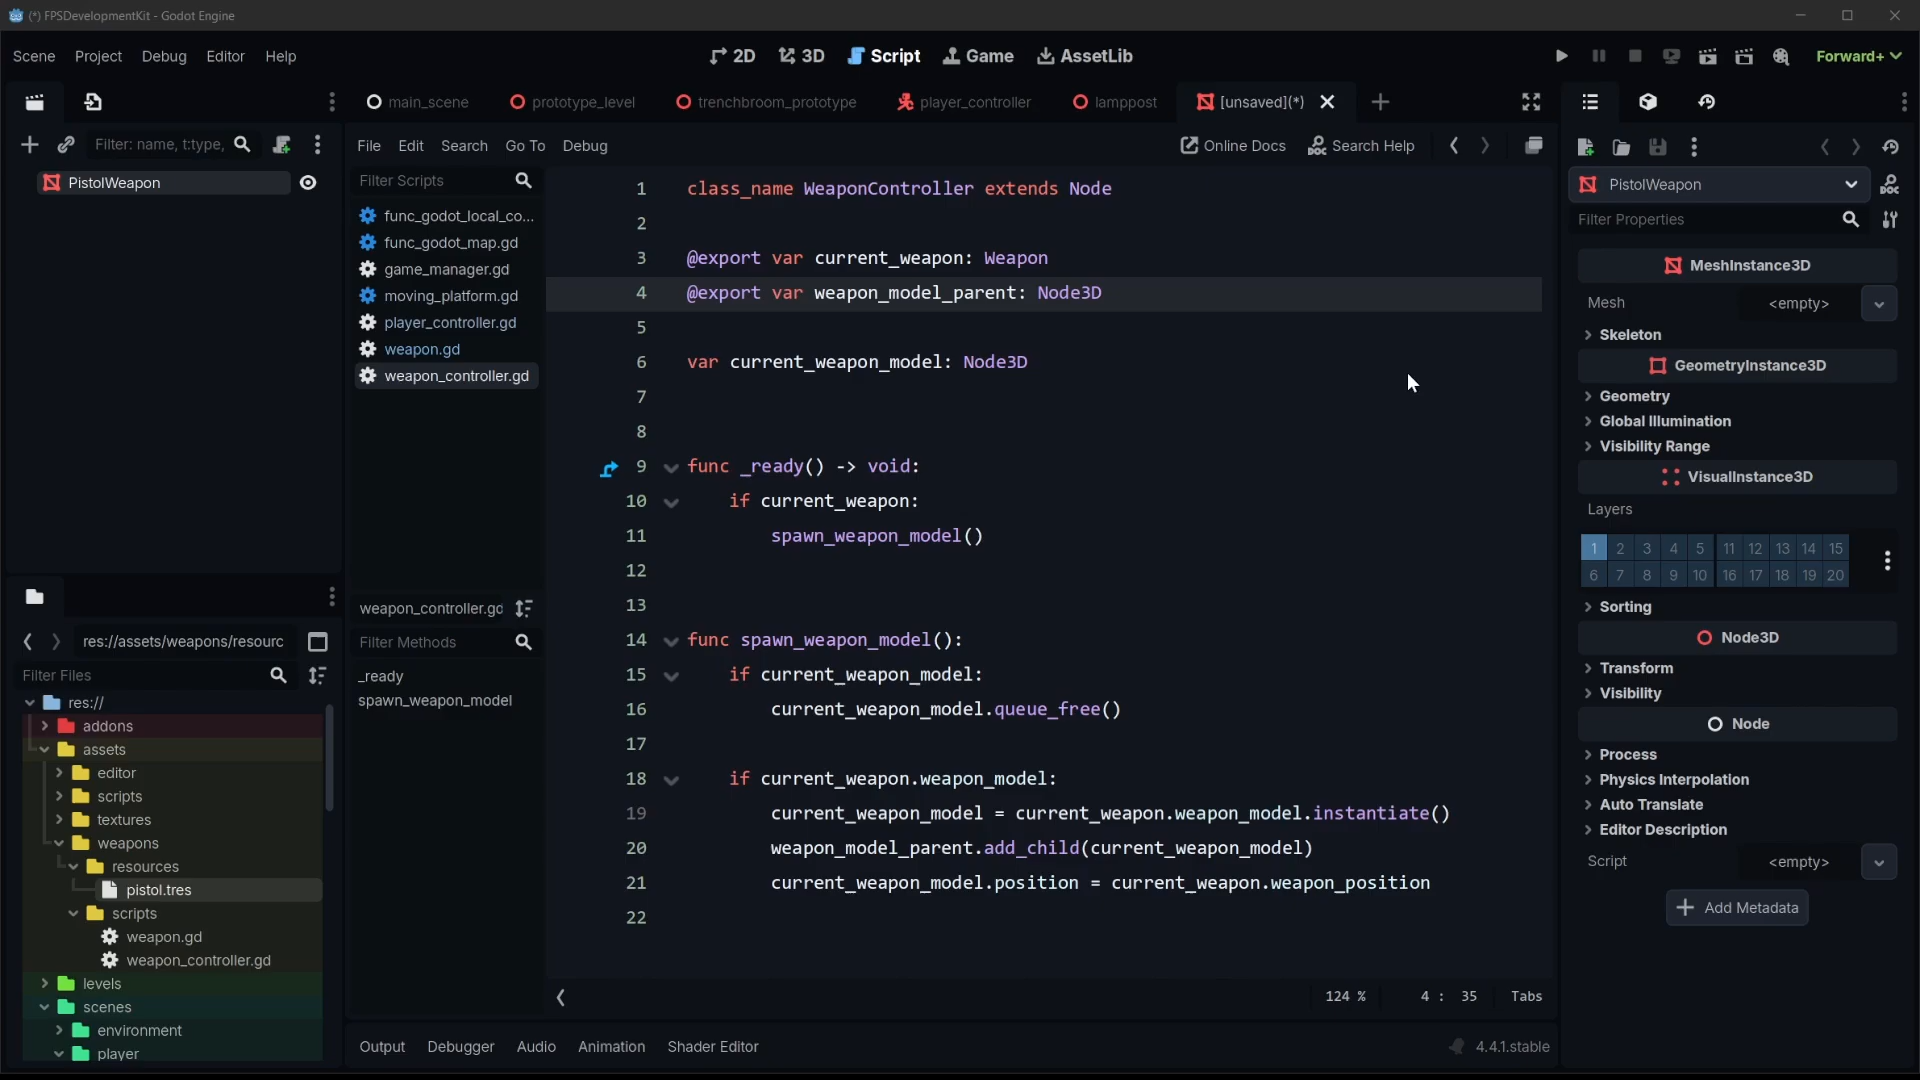 (*) FPSDevelopmentKit - Godot Engine
Scene Project Debug Editor Help
2D 3D Script Game AssetLib
Forward+
main_scene prototype_level trenchbroom_prototype player_controller lamppost [unsaved](*)
Filter: name, t:type,
PistolWeapon
File Edit Search Go To Debug
Online Docs Search Help
Filter Scripts
func_godot_local_co...
func_godot_map.gd
game_manager.gd
moving_platform.gd
player_controller.gd
weapon.gd
weapon_controller.gd
weapon_controller.gd
Filter Methods
_ready
spawn_weapon_model
1 class_name WeaponController extends Node
2
3 @export var current_weapon: Weapon
4 @export var weapon_model_parent: Node3D
5
6 var current_weapon_model: Node3D
7
8
9 func _ready() -> void:
10 if current_weapon:
11 spawn_weapon_model()
12
13
14 func spawn_weapon_model():
15 if current_weapon_model:
16 current_weapon_model.queue_free()
17
18 if current_weapon.weapon_model:
19 current_weapon_model = current_weapon.weapon_model.instantiate()
20 weapon_model_parent.add_child(current_weapon_model)
21 current_weapon_model.position = current_weapon.weapon_position
22
124 % 4 : 35 Tabs
Output Debugger Audio Animation Shader Editor
4.4.1.stable
res://assets/weapons/resourc
Filter Files
res://
addons
assets
editor
scripts
textures
weapons
resources
pistol.tres
scripts
weapon.gd
weapon_controller.gd
levels
scenes
environment
player
PistolWeapon
Filter Properties
MeshInstance3D
Mesh <empty>
Skeleton
GeometryInstance3D
Geometry
Global Illumination
Visibility Range
VisualInstance3D
Layers
1 2 3 4 5 11 12 13 14 15
6 7 8 9 10 16 17 18 19 20
Sorting
Node3D
Transform
Visibility
Node
Process
Physics Interpolation
Auto Translate
Editor Description
Script <empty>
Add Metadata